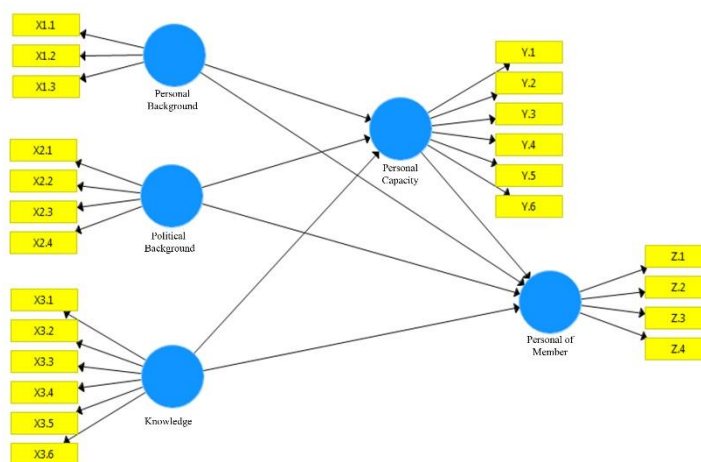 X1.1
X1.2
X1.3
Personal
Background
X2.1
X2.2
X2.3
X2.4
Political
Background
X3.1
X3.2
X3.3
X3.4
X3.5
X3.6
Knowledge
Personal
Capacity
Y.1
Y.2
Y.3
Y.4
Y.5
Y.6
Personal of
Member
Z.1
Z.2
Z.3
Z.4